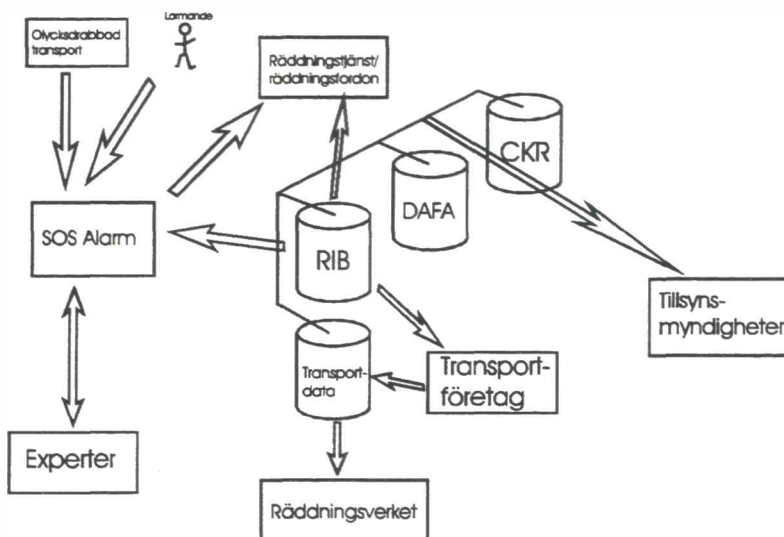 Larmande
Olycksdrabbad
transport
Räddningstjänst/
räddningsfordon
CKR
DAFA
SOS Alarm
RIB
Tillsyns-
myndigheter
Transport-
data
Transport-
företag
Experter
Räddningsverket